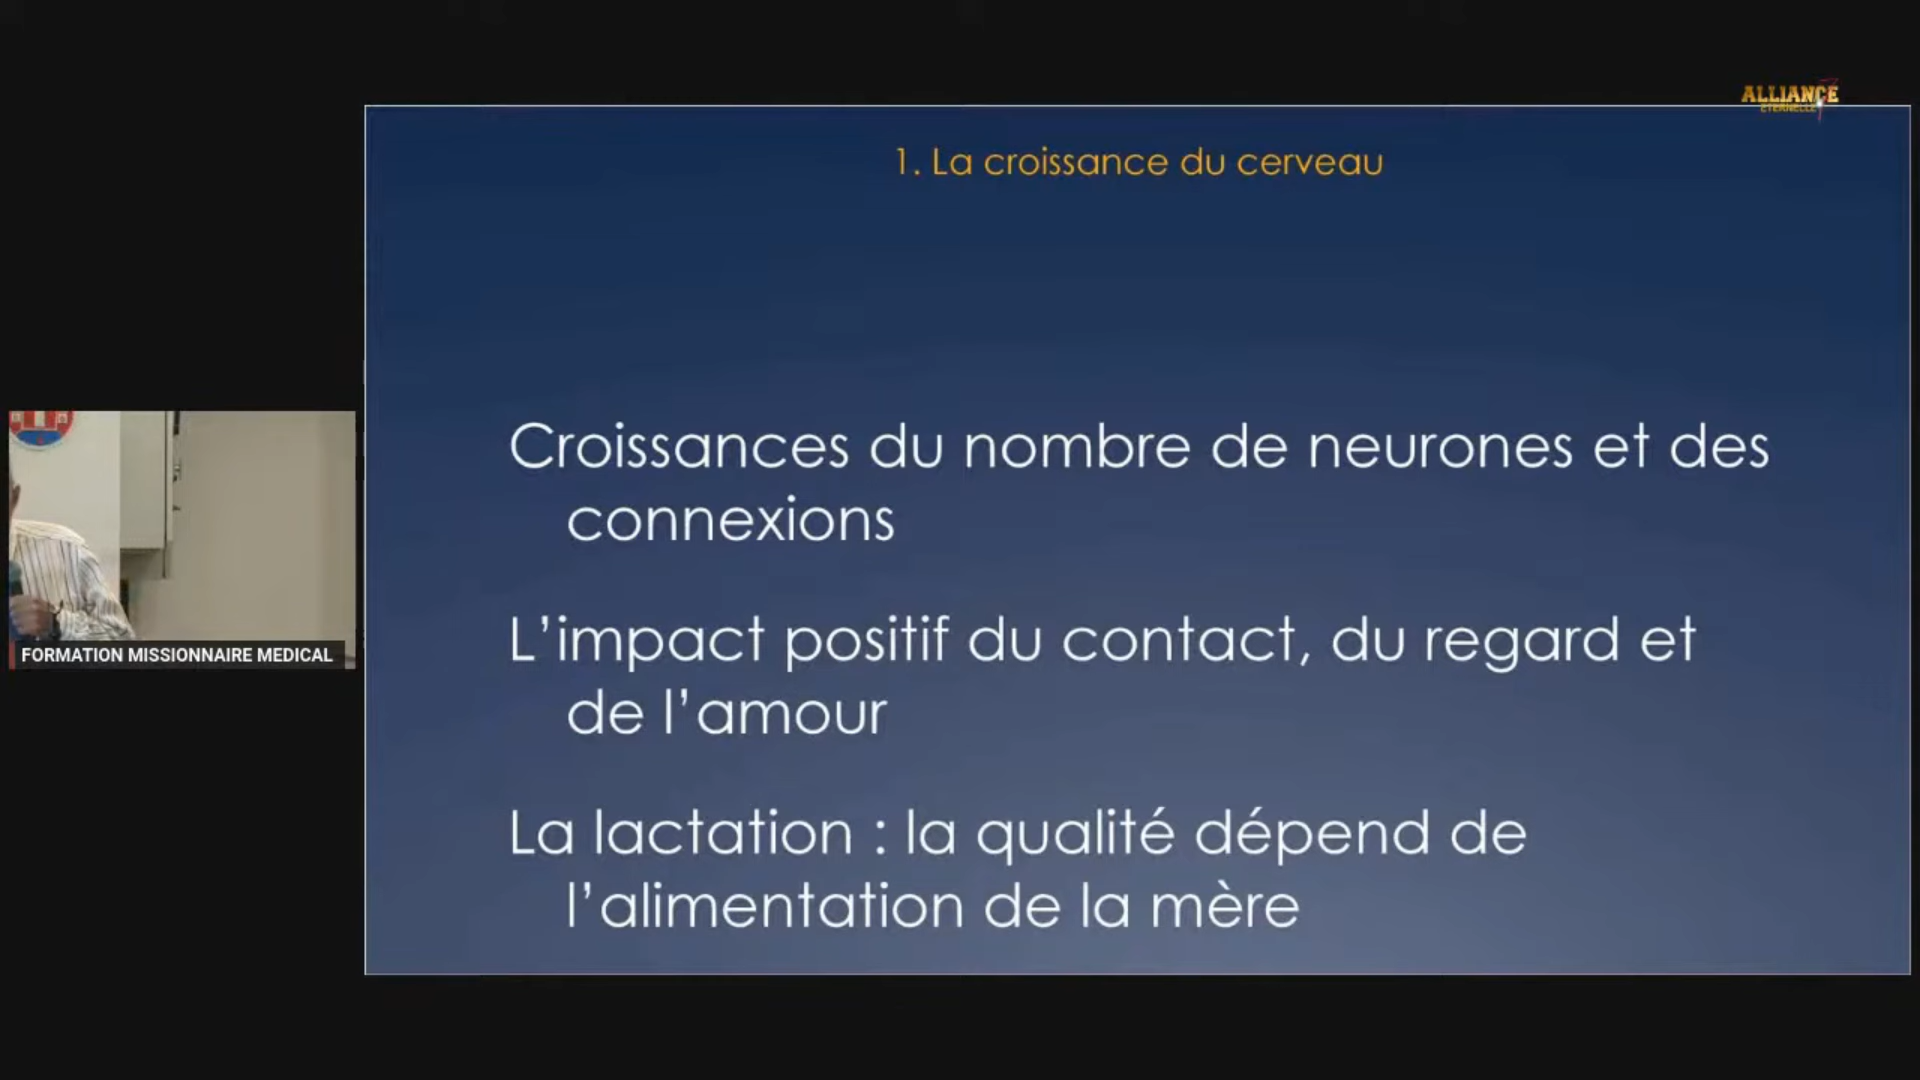 ALLIANCE
ETERNELLE
1. La croissance du cerveau
Croissances du nombre de neurones et des
connexions
L'impact positif du contact, du regard et
de l'amour
La lactation : la qualité dépend de
l'alimentation de la mère
FORMATION MISSIONNAIRE MEDICAL